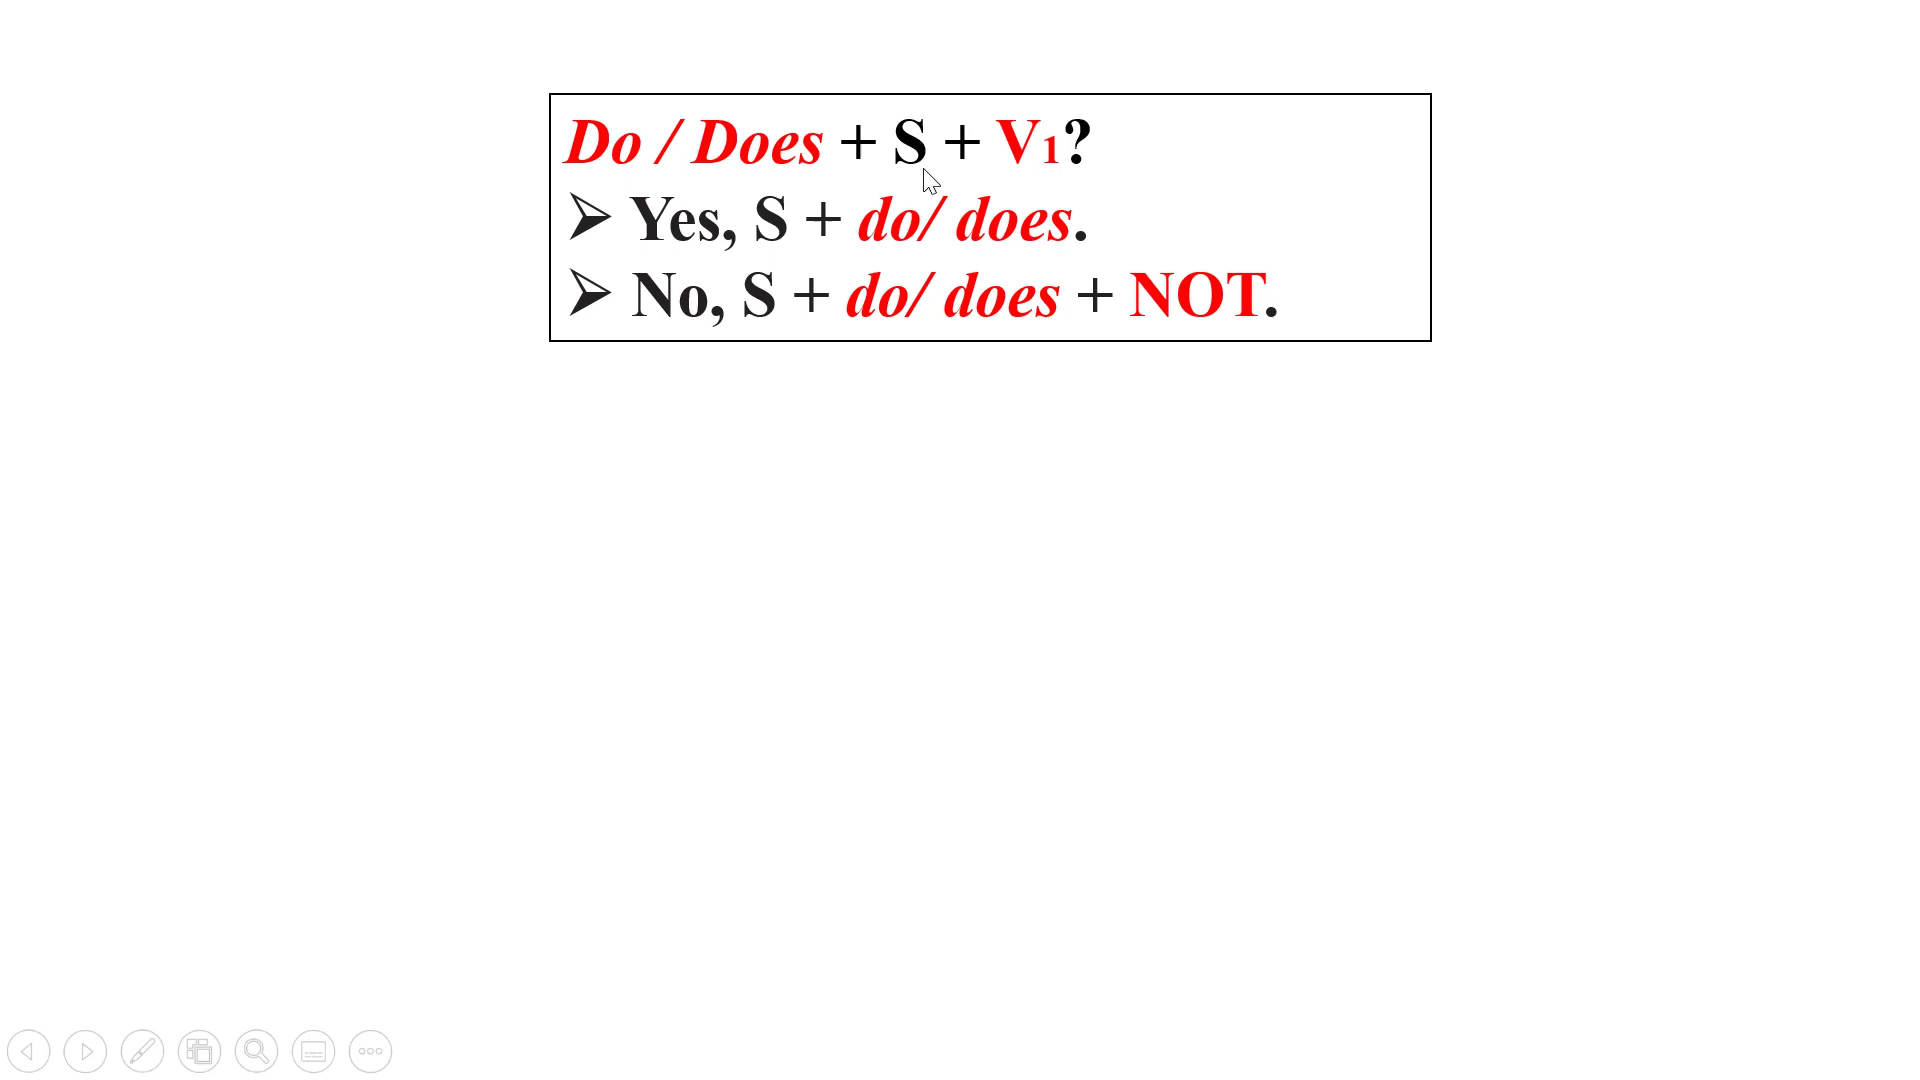 Do / Does + S + V₁?
➢ Yes, S + do/ does.
➢ No, S + do/ does + NOT.